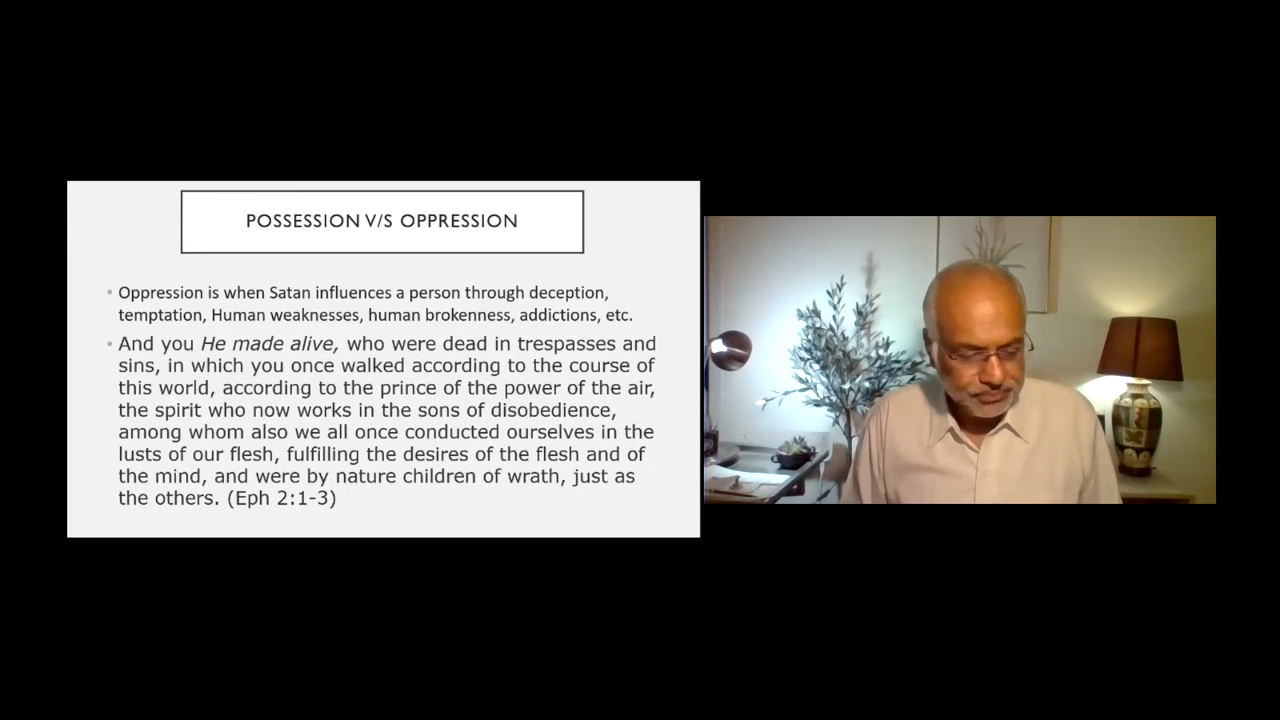 POSSESSION V/S OPPRESSION
• Oppression is when Satan influences a person through deception,
temptation, Human weaknesses, human brokenness, addictions, etc.
• And you He made alive, who were dead in trespasses and
sins, in which you once walked according to the course of
this world, according to the prince of the power of the air,
the spirit who now works in the sons of disobedience,
among whom also we all once conducted ourselves in the
lusts of our flesh, fulfilling the desires of the flesh and of
the mind, and were by nature children of wrath, just as
the others. (Eph 2:1-3)